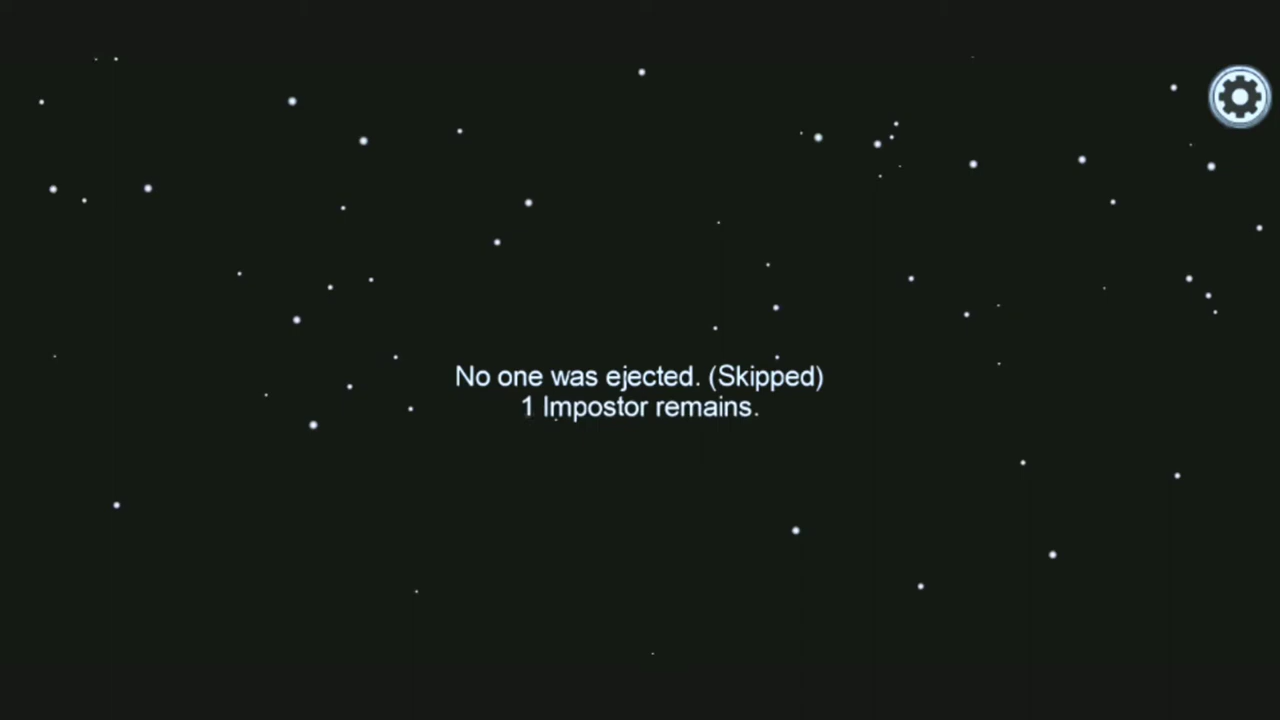 No one was ejected. (Skipped)
1 Impostor remains.